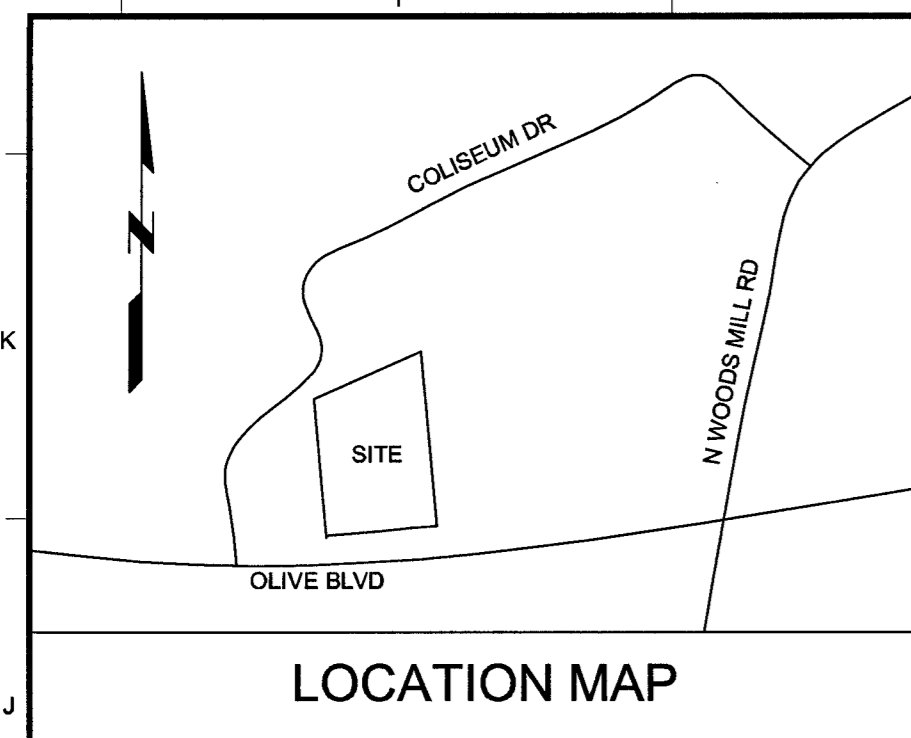 COLISEUM DR
N
K
N WOODS MILL RD
SITE
OLIVE BLVD
LOCATION MAP
J